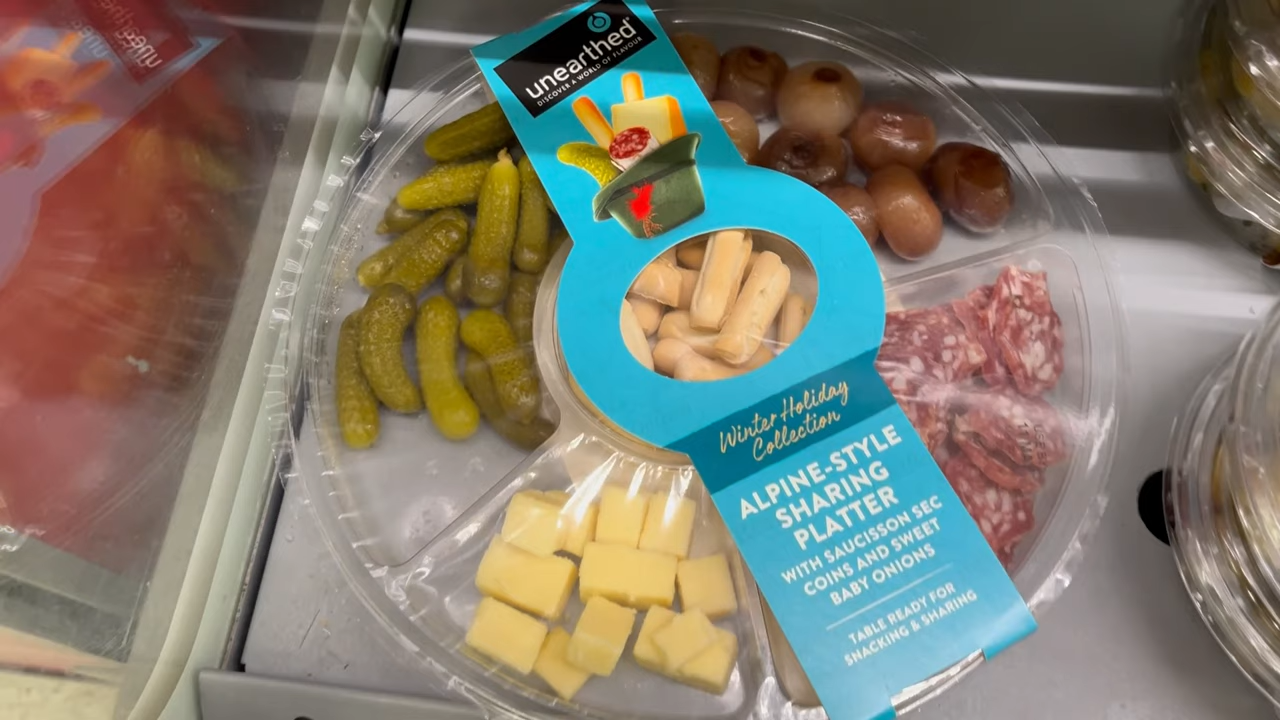 unearthed
DISCOVER A WORLD OF FLAVOUR
Winter Holiday
Collection
ALPINE-STYLE
SHARING
PLATTER
WITH SAUCISSON SEC
COINS AND SWEET
BABY ONIONS
TABLE READY FOR
SNACKING & SHARING
unearthed